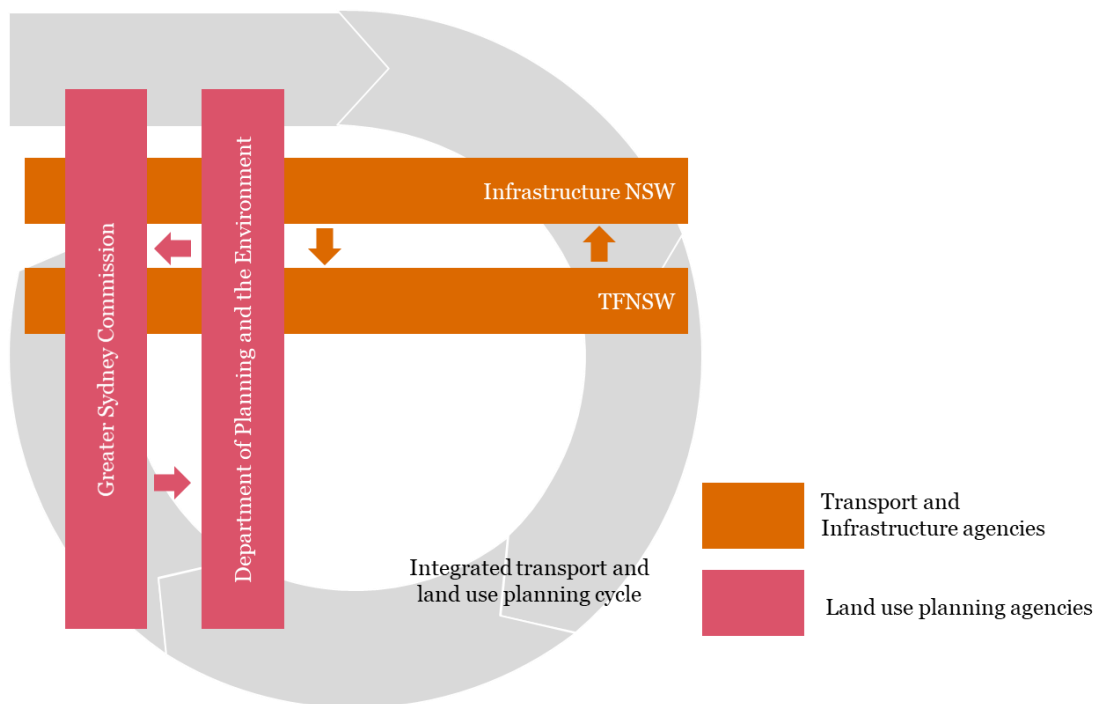 Infrastructure NSW
TFNSW
Greater Sydney Commission
Department of Planning and the Environment
Integrated transport and
land use planning cycle
Transport and
Infrastructure agencies
Land use planning agencies